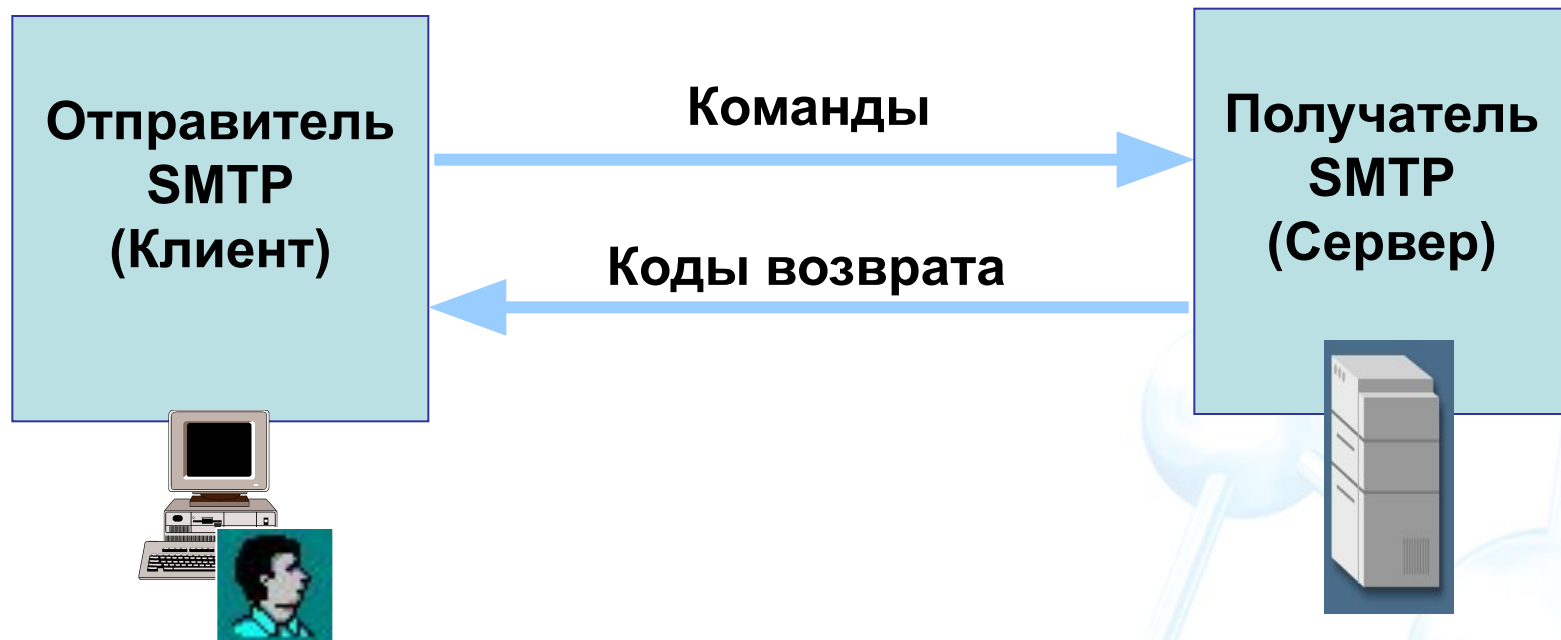 Отправитель
SMTP
(Клиент)
Команды
Коды возврата
Получатель
SMTP
(Сервер)